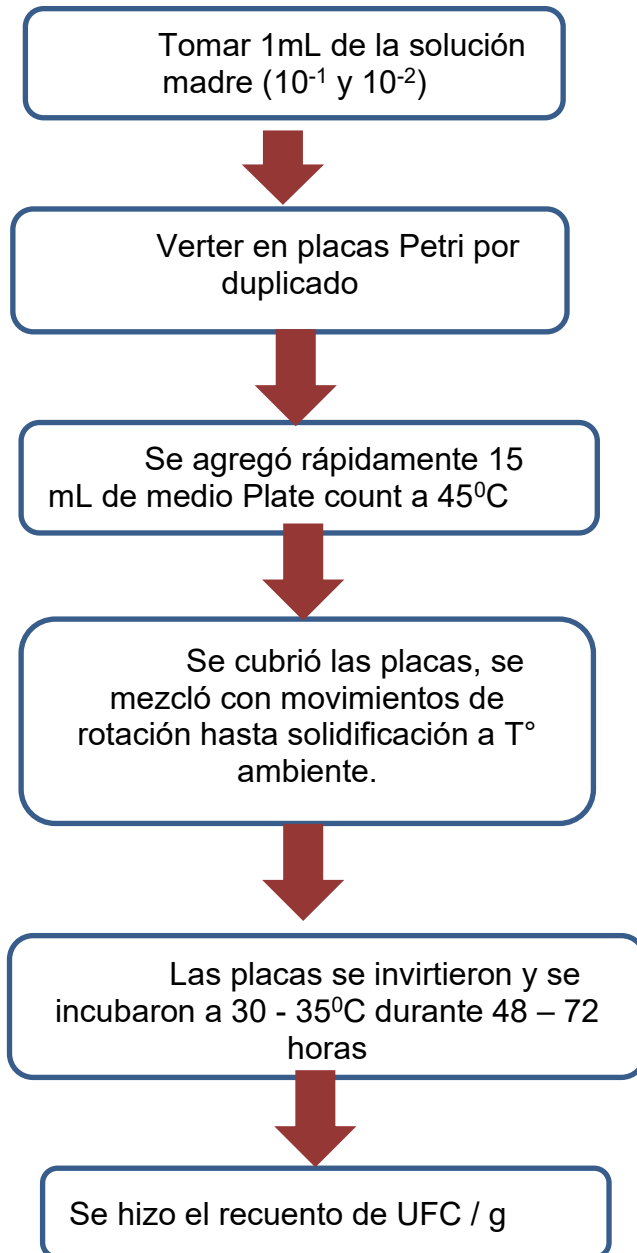 Tomar 1mL de la solución
madre (10⁻¹ y 10⁻²)
Verter en placas Petri por
duplicado
Se agregó rápidamente 15
mL de medio Plate count a 45⁰C
Se cubrió las placas, se
mezcló con movimientos de
rotación hasta solidificación a T°
ambiente.
Las placas se invirtieron y se
incubaron a 30 - 35⁰C durante 48 – 72
horas
Se hizo el recuento de UFC / g